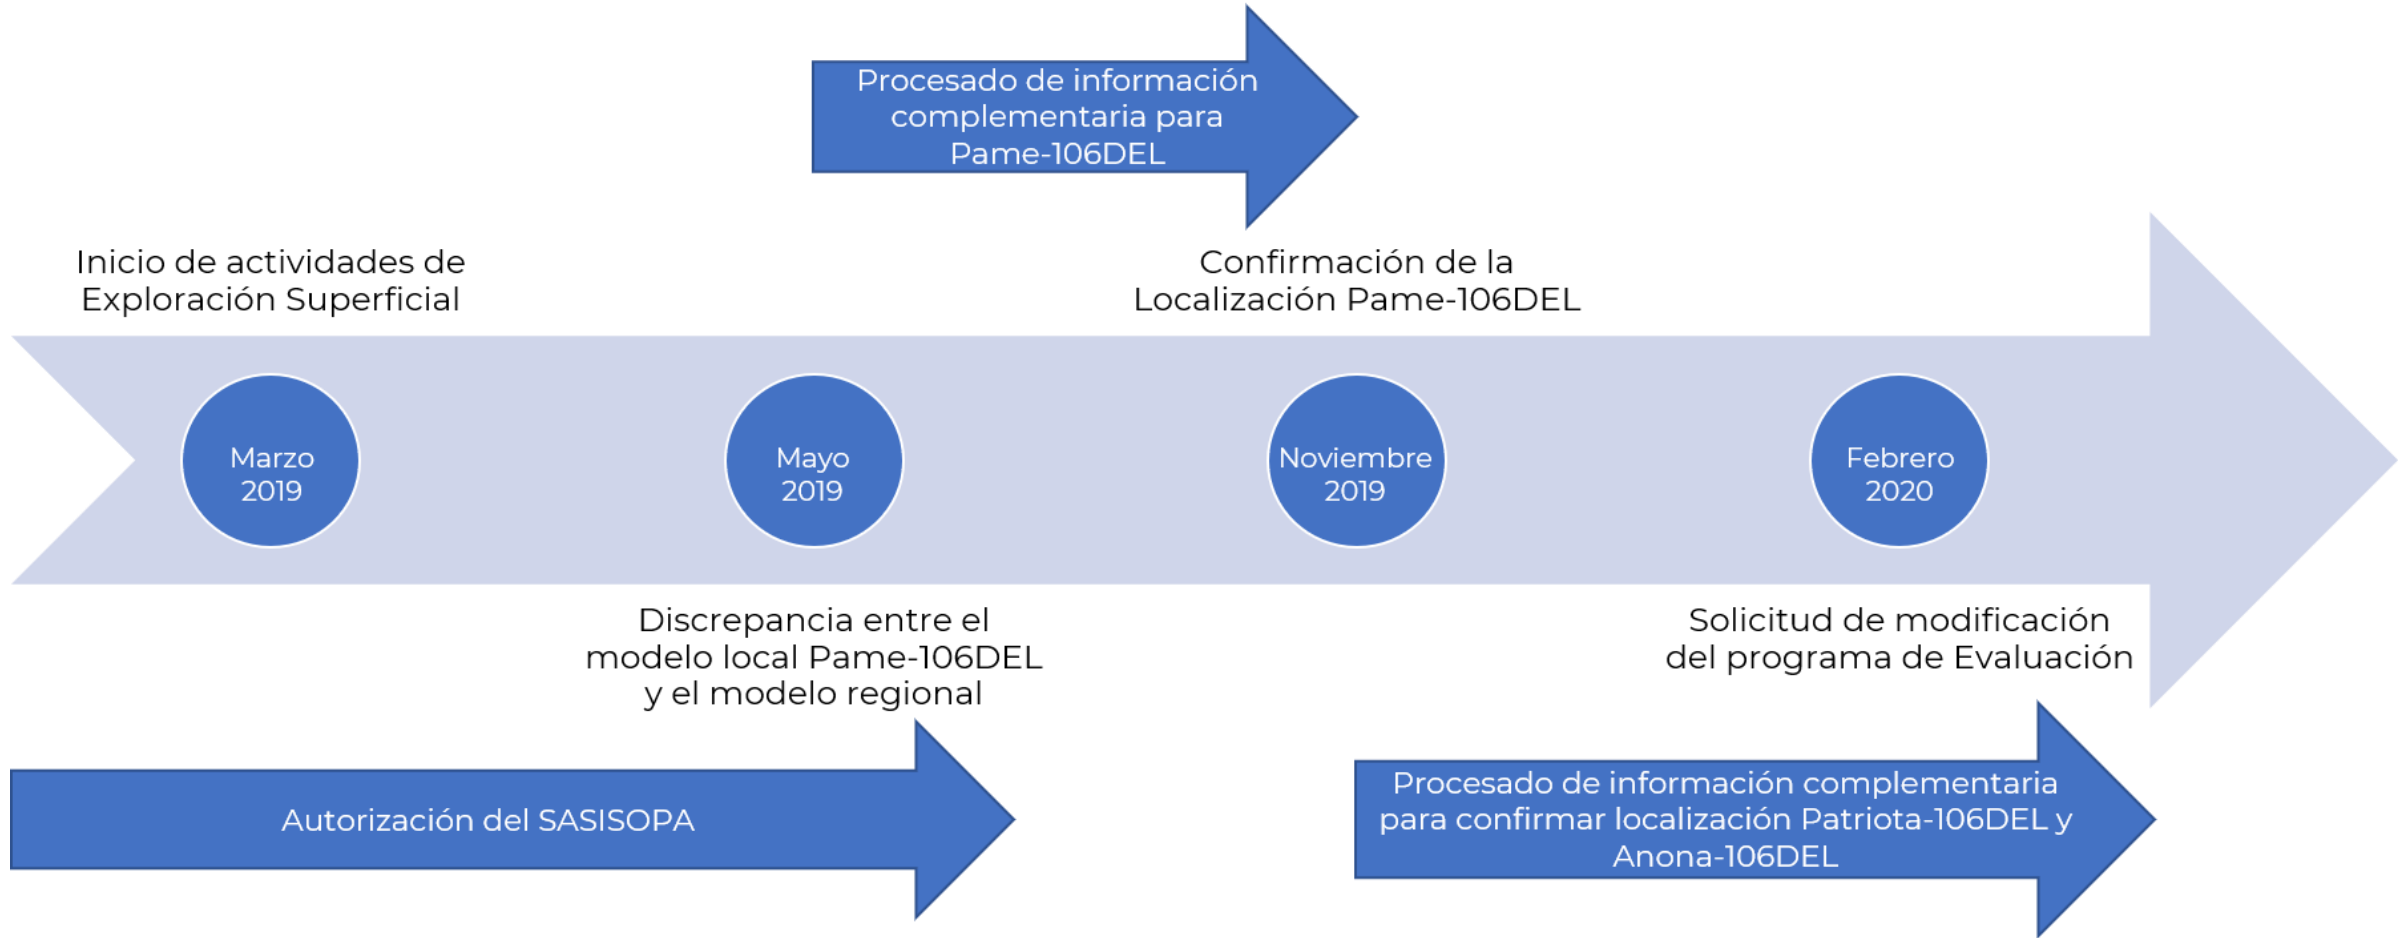 Procesado de información
complementaria para
Pame-106DEL
Inicio de actividades de
Exploración Superficial
Confirmación de la
Localización Pame-106DEL
Marzo
2019
Mayo
2019
Noviembre
2019
Febrero
2020
Discrepancia entre el
modelo local Pame-106DEL
y el modelo regional
Solicitud de modificación
del programa de Evaluación
Autorización del SASISOPA
Procesado de información complementaria
para confirmar localización Patriota-106DEL y
Anona-106DEL